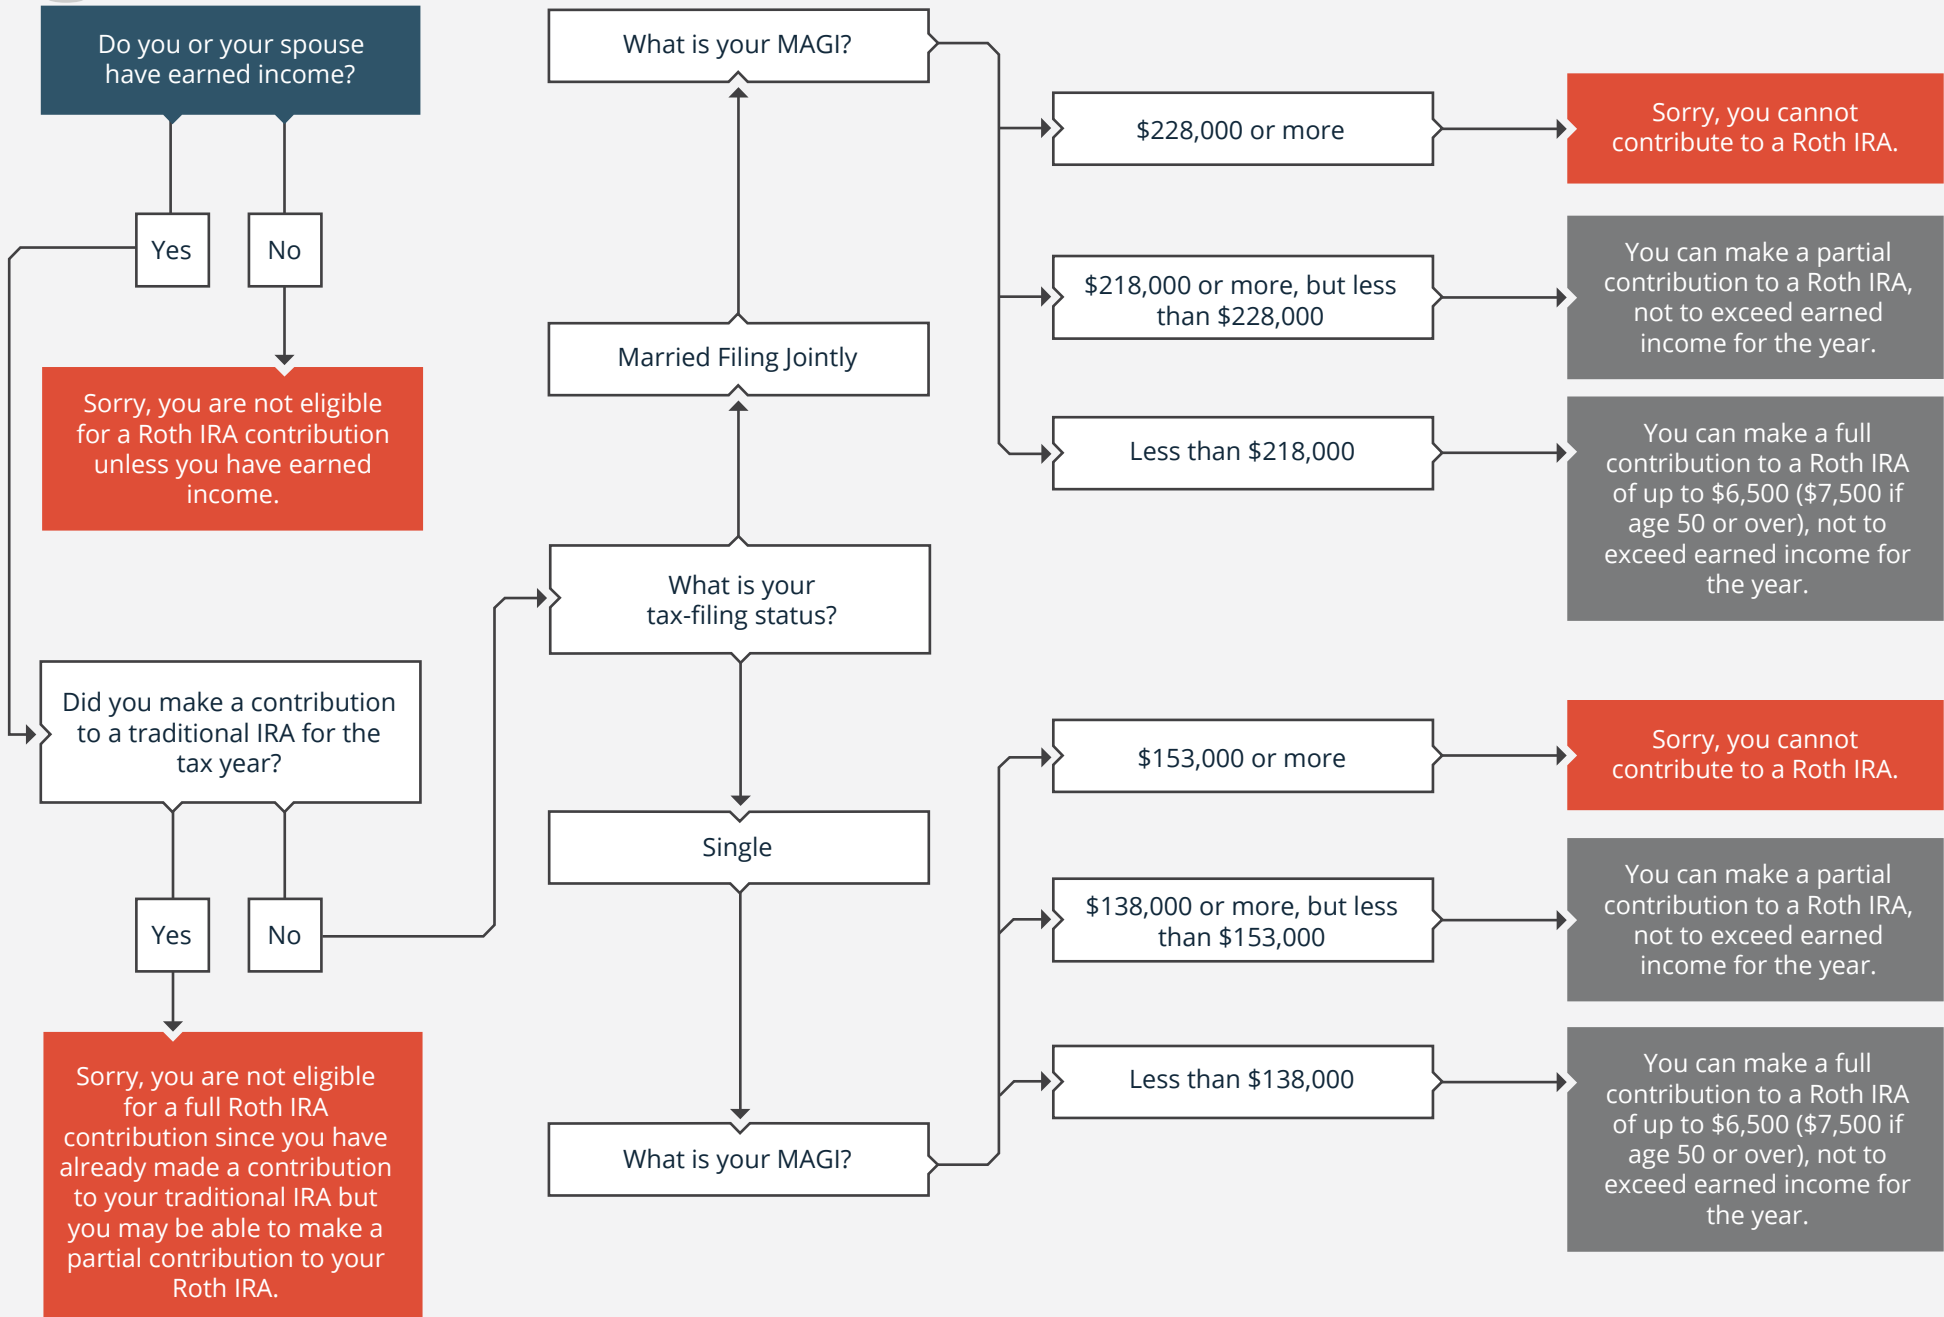 Do you or your spouse
have earned income?
Yes
No
Sorry, you are not eligible
for a Roth IRA contribution
unless you have earned
income.
Did you make a contribution
to a traditional IRA for the
tax year?
Yes
No
Sorry, you are not eligible
for a full Roth IRA
contribution since you have
already made a contribution
to your traditional IRA but
you may be able to make a
partial contribution to your
Roth IRA.
What is your
tax-filing status?
Married Filing Jointly
What is your MAGI?
$228,000 or more
Sorry, you cannot
contribute to a Roth IRA.
$218,000 or more, but less
than $228,000
You can make a partial
contribution to a Roth IRA,
not to exceed earned
income for the year.
Less than $218,000
You can make a full
contribution to a Roth IRA
of up to $6,500 ($7,500 if
age 50 or over), not to
exceed earned income for
the year.
Single
What is your MAGI?
$153,000 or more
Sorry, you cannot
contribute to a Roth IRA.
$138,000 or more, but less
than $153,000
You can make a partial
contribution to a Roth IRA,
not to exceed earned
income for the year.
Less than $138,000
You can make a full
contribution to a Roth IRA
of up to $6,500 ($7,500 if
age 50 or over), not to
exceed earned income for
the year.